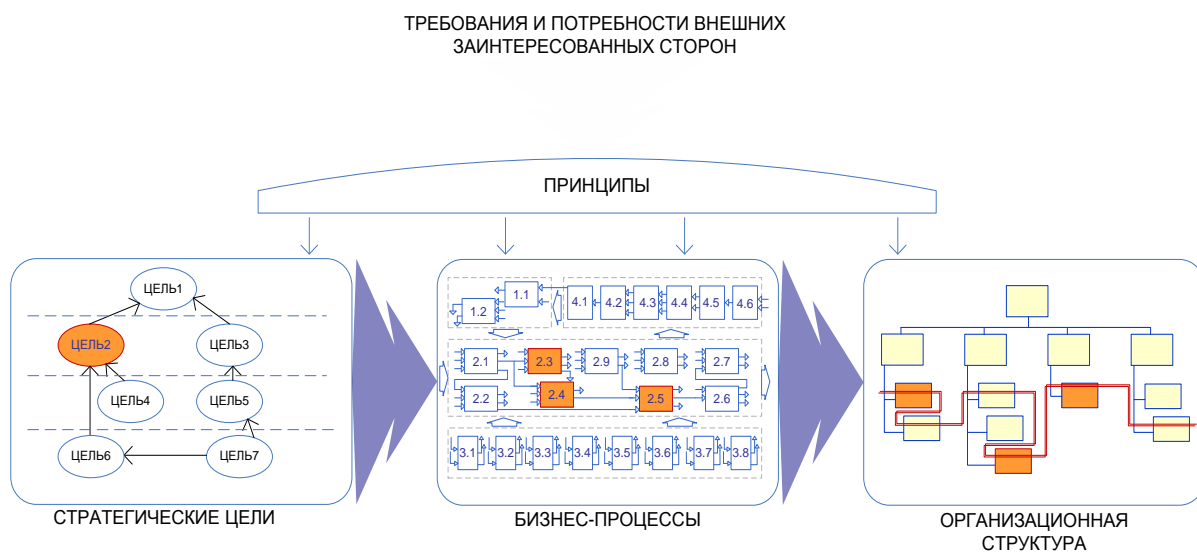 ТРЕБОВАНИЯ И ПОТРЕБНОСТИ ВНЕШНИХ
ЗАИНТЕРЕСОВАННЫХ СТОРОН
ПРИНЦИПЫ
ЦЕЛЬ1
ЦЕЛЬ2
ЦЕЛЬ3
ЦЕЛЬ4
ЦЕЛЬ5
ЦЕЛЬ6
ЦЕЛЬ7
СТРАТЕГИЧЕСКИЕ ЦЕЛИ
1.1
1.2
4.1 4.2 4.3 4.4 4.5 4.6
2.1 2.3 2.9 2.8 2.7
2.2 2.4 2.5 2.6
3.1 3.2 3.3 3.4 3.5 3.6 3.7 3.8
БИЗНЕС-ПРОЦЕССЫ
ОРГАНИЗАЦИОННАЯ
СТРУКТУРА